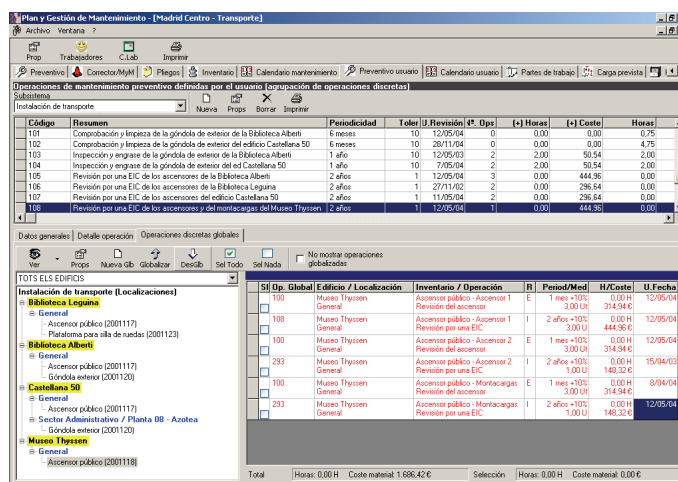 Plan y Gestión de Mantenimiento - [Madrid Centro - Transporte]
Archivo Ventana ?
Prop Trabajadores C.Lab Imprimir
Preventivo Corrector/MyM Pliegos Inventario Calendario mantenimiento Preventivo usuario Calendario usuario Partes de trabajo Carga prevista
Operaciones de mantenimiento preventivo definidas por el usuario (agrupación de operaciones discretas)
Subsistema
Instalación de transporte Nueva Props Borrar Imprimir
Código Resumen Periodicidad Toler U.Revisión Nº. Ops (+) Horas (+) Coste Horas
101 Comprobación y limpieza de la góndola de exterior de la Biblioteca Alberti 6 meses 10 12/05/04 0 0,00 0,00 0,75
102 Comprobación y limpieza de la góndola de exterior del edificio Castellana 50 6 meses 10 28/11/04 0 0,00 0,00 4,75
103 Inspección y engrase de la góndola de exterior de la Biblioteca Alberti 1 año 10 12/05/03 2 2,00 50,54 2,00
104 Inspección y engrase de la góndola de exterior del ed Castellana 50 1 año 10 7/05/04 2 2,00 50,54 2,00
105 Revisión por una EIC de los ascensores de la Biblioteca Alberti 2 años 1 12/05/04 3 0,00 444,96 0,00
106 Revisión por una EIC de los ascensores de la Biblioteca Leguina 2 años 1 27/11/02 2 0,00 296,64 0,00
107 Revisión por una EIC de los ascensores del edificio Castellana 50 2 años 1 11/05/04 2 0,00 296,64 0,00
108 Revisión por una EIC de los ascensores y del montacargas del Museo Thyssen 2 años 1 12/05/04 1 0,00 444,96 0,00
Datos generales Detalle operación Operaciones discretas globales
Ver Props Nueva Glb Globalizar DesGlb Sel Todo Sel Nada No mostrar operaciones
globalizadas
TOTS ELS EDIFICIS
Instalación de transporte (Localizaciones)
Biblioteca Leguina
General
Ascensor público (2001117)
Plataforma para silla de ruedas (2001123)
Biblioteca Alberti
General
Ascensor público (2001117)
Góndola exterior (2001120)
Castellana 50
General
Ascensor público (2001117)
Sector Administrativo / Planta 08 - Azotea
Góndola exterior (2001120)
Museo Thyssen
General
Ascensor público (2001118)
Sl Op. Global Edificio / Localización Inventario / Operación R Period/Med H/Coste U.Fecha
100 Museo Thyssen Ascensor público - Ascensor 1 E 1 mes +10% 0,00 H 12/05/04
General Revisión del ascensor 3,00 Ut 314,94 €
108 Museo Thyssen Ascensor público - Ascensor 1 I 2 años +10% 0,00 H 12/05/04
General Revisión por una EIC 3,00 U 444,96 €
100 Museo Thyssen Ascensor público - Ascensor 2 E 1 mes +10% 0,00 H 12/05/04
General Revisión del ascensor 3,00 Ut 314,94 €
293 Museo Thyssen Ascensor público - Ascensor 2 I 2 años +10% 0,00 H 15/04/03
General Revisión por una EIC 1,00 U 148,32 €
100 Museo Thyssen Ascensor público - Montacargas E 1 mes +10% 0,00 H 8/04/04
General Revisión del ascensor 3,00 Ut 314,94 €
293 Museo Thyssen Ascensor público - Montacargas I 2 años +10% 0,00 H 12/05/04
General Revisión por una EIC 1,00 U 148,32 €
Total Horas: 0,00 H Coste material: 1.686,42 € Selección Horas: 0,00 H Coste material: 0,00 €